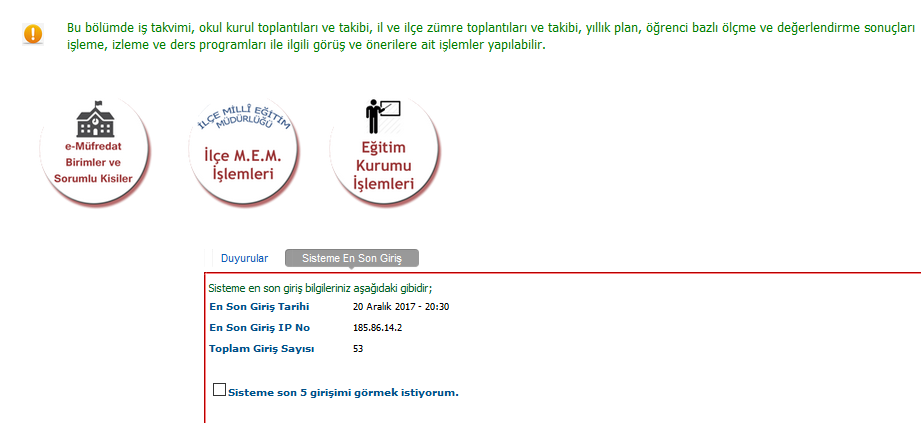 Bu bölümde iş takvimi, okul kurul toplantıları ve takibi, il ve ilçe zümre toplantıları ve takibi, yıllık plan, öğrenci bazlı ölçme ve değerlendirme sonuçları
işleme, izleme ve ders programları ile ilgili görüş ve önerilere ait işlemler yapılabilir.
e-Müfredat
Birimler ve
Sorumlu Kisiler
İLÇE MİLLÎ EĞİTİM
MÜDÜRLÜĞÜ
İlçe M.E.M.
İşlemleri
Eğitim
Kurumu
İşlemleri
Duyurular
Sisteme En Son Giriş
Sisteme en son giriş bilgileriniz aşağıdaki gibidir;
En Son Giriş Tarihi 20 Aralık 2017 - 20:30
En Son Giriş IP No 185.86.14.2
Toplam Giriş Sayısı 53
Sisteme son 5 girişimi görmek istiyorum.